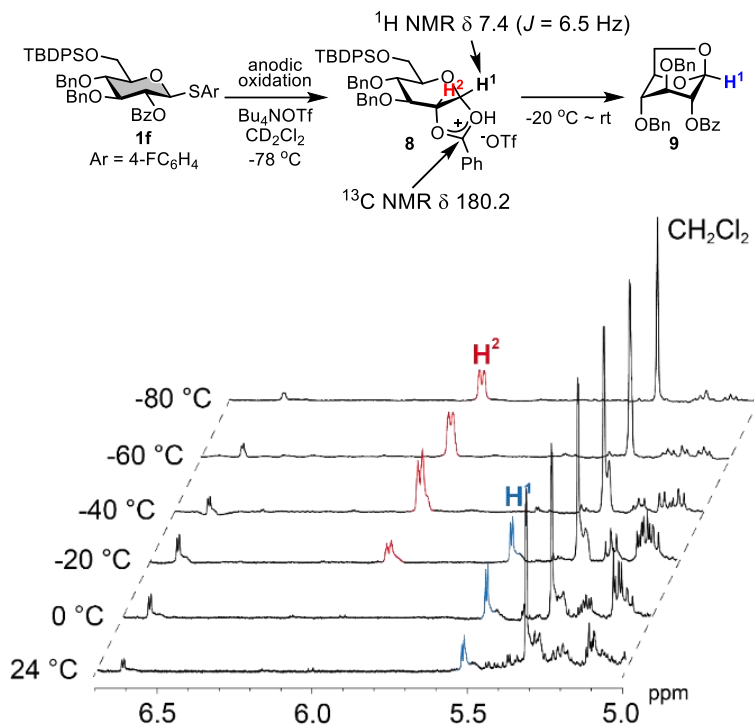 ¹H NMR δ 7.4 (J = 6.5 Hz)
TBDPSO
BnO
BnO
O
SAr
OBz
1f
Ar = 4-FC₆H₄
anodic
oxidation
Bu₄NOTf
CD₂Cl₂
-78 °C
TBDPSO
BnO
BnO
O
H²
H¹
OH
O
+
-OTf
Ph
8
¹³C NMR δ 180.2
-20 °C ~ rt
O
OBn
O
H¹
OBn
OBz
9
CH₂Cl₂
H²
-80 °C
-60 °C
-40 °C
H¹
-20 °C
0 °C
24 °C
6.5
6.0
5.5
5.0
ppm